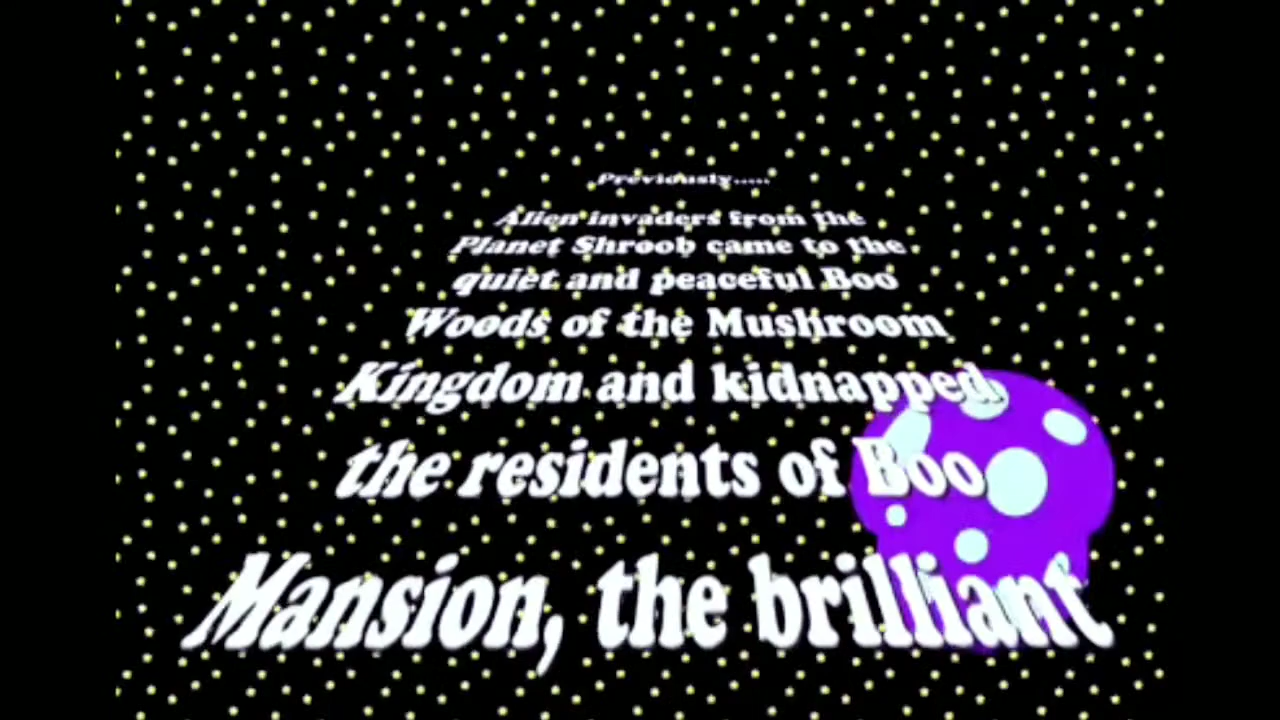 Previously.....
Alien invaders from the
Planet Shroob came to the
quiet and peaceful Boo
Woods of the Mushroom
Kingdom and kidnapped
the residents of Boo
Mansion, the brilliant